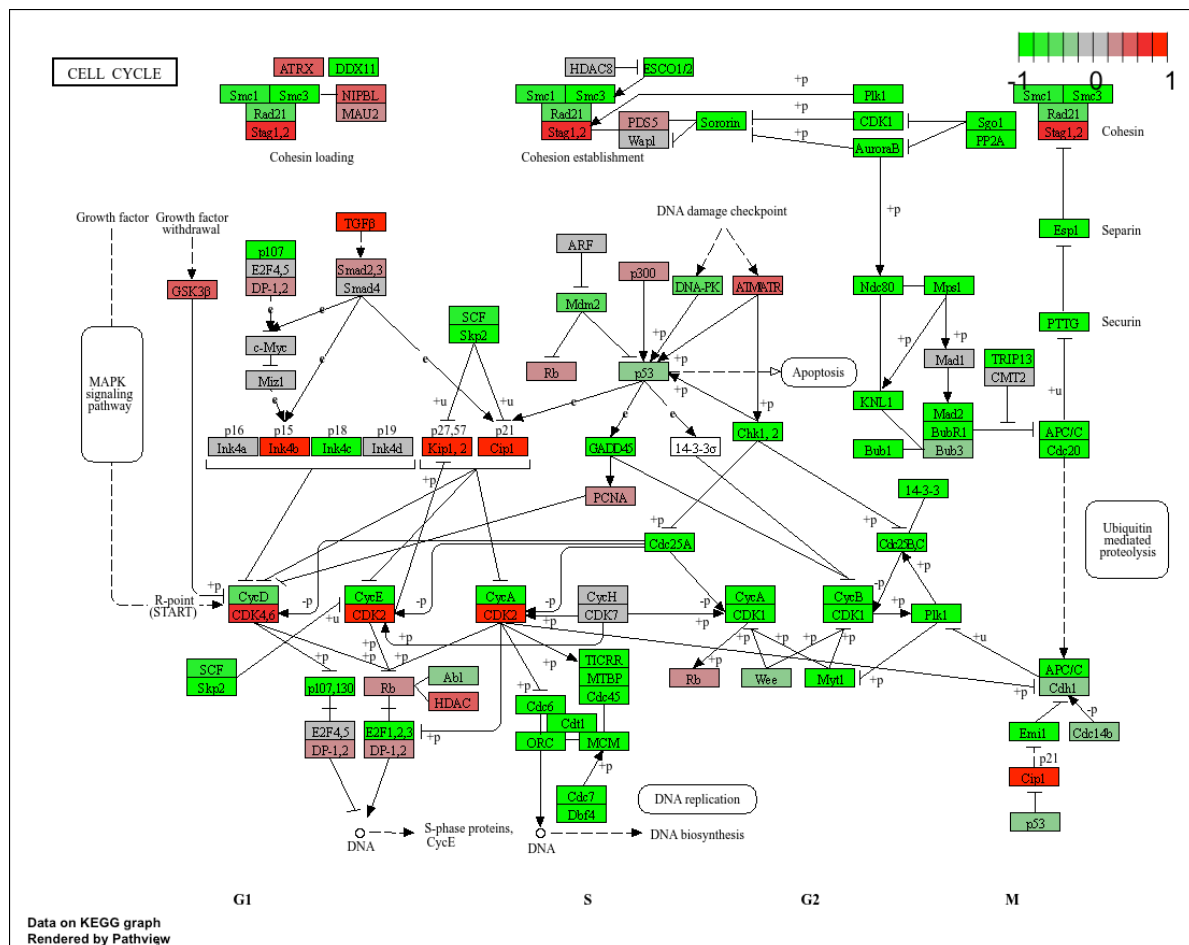 CELL CYCLE
ATRX DDX11
Smc1 Smc3 NIPBL
Rad21 MAU2
Stag1,2
Cohesin loading
HDAC8 ESCO1/2
Smc1 Smc3
Rad21
Stag1,2
PDS5
Wapl
Sororin
Cohesion establishment
+p
Plk1
+p
CDK1
+p
AuroraB
Sgo1
PP2A
-1 0 1
Smc1 Smc3
Rad21
Stag1,2
Cohesin
Growth factor
Growth factor
withdrawal
TGFβ
p107
E2F4,5
DP-1,2
Smad2,3
Smad4
GSK3β
e
c-Myc
Miz1
e
e
e
SCF
Skp2
+u
+u
MAPK
signaling
pathway
DNA damage checkpoint
ARF
p300
DNA-PK
ATM/ATR
Mdm2
Rb
+p
+p
p53
+p
Apoptosis
e
e
e
+p
+p
Ndc80
Mps1
Esp1
Separin
PTTG
Securin
+p
+p
Mad1
TRIP13
CMT2
+u
KNL1
Mad2
BubR1
Bub3
Bub1
APC/C
Cdc20
p16 p15 p18 p19 p27,57 p21
Ink4a Ink4b Ink4c Ink4d Kip1, 2 Cip1
GADD45
14-3-3σ
Chk1, 2
+p
PCNA
+p
+p
14-3-3
Cdc25A
Cdc25B,C
Ubiquitin
mediated
proteolysis
R-point
(START)
+p
CycD
CDK4,6
-p
CycE
CDK2
-p
+u
+p
CycA
CDK2
-p
+p
CycH
CDK7
-p
+p
CycA
CDK1
CycB
CDK1
-p
+p
+p
Plk1
+u
SCF
Skp2
+p
+p
+p
+p
+p
+p
+p
+p
+p
+p
+p
p107,130
Rb
Abl
HDAC
TICRR
MTBP
Cdc45
Rb
Wee
Myt1
APC/C
Cdh1
E2F4,5
DP-1,2
E2F1,2,3
DP-1,2
+p
Cdc6
Cdt1
ORC
MCM
+p
Cdc7
Dbf4
-p
Emi1
Cdc14b
p21
Cip1
p53
DNA
S-phase proteins,
CycE
DNA
DNA replication
DNA biosynthesis
G1 S G2 M
Data on KEGG graph
Rendered by Pathview